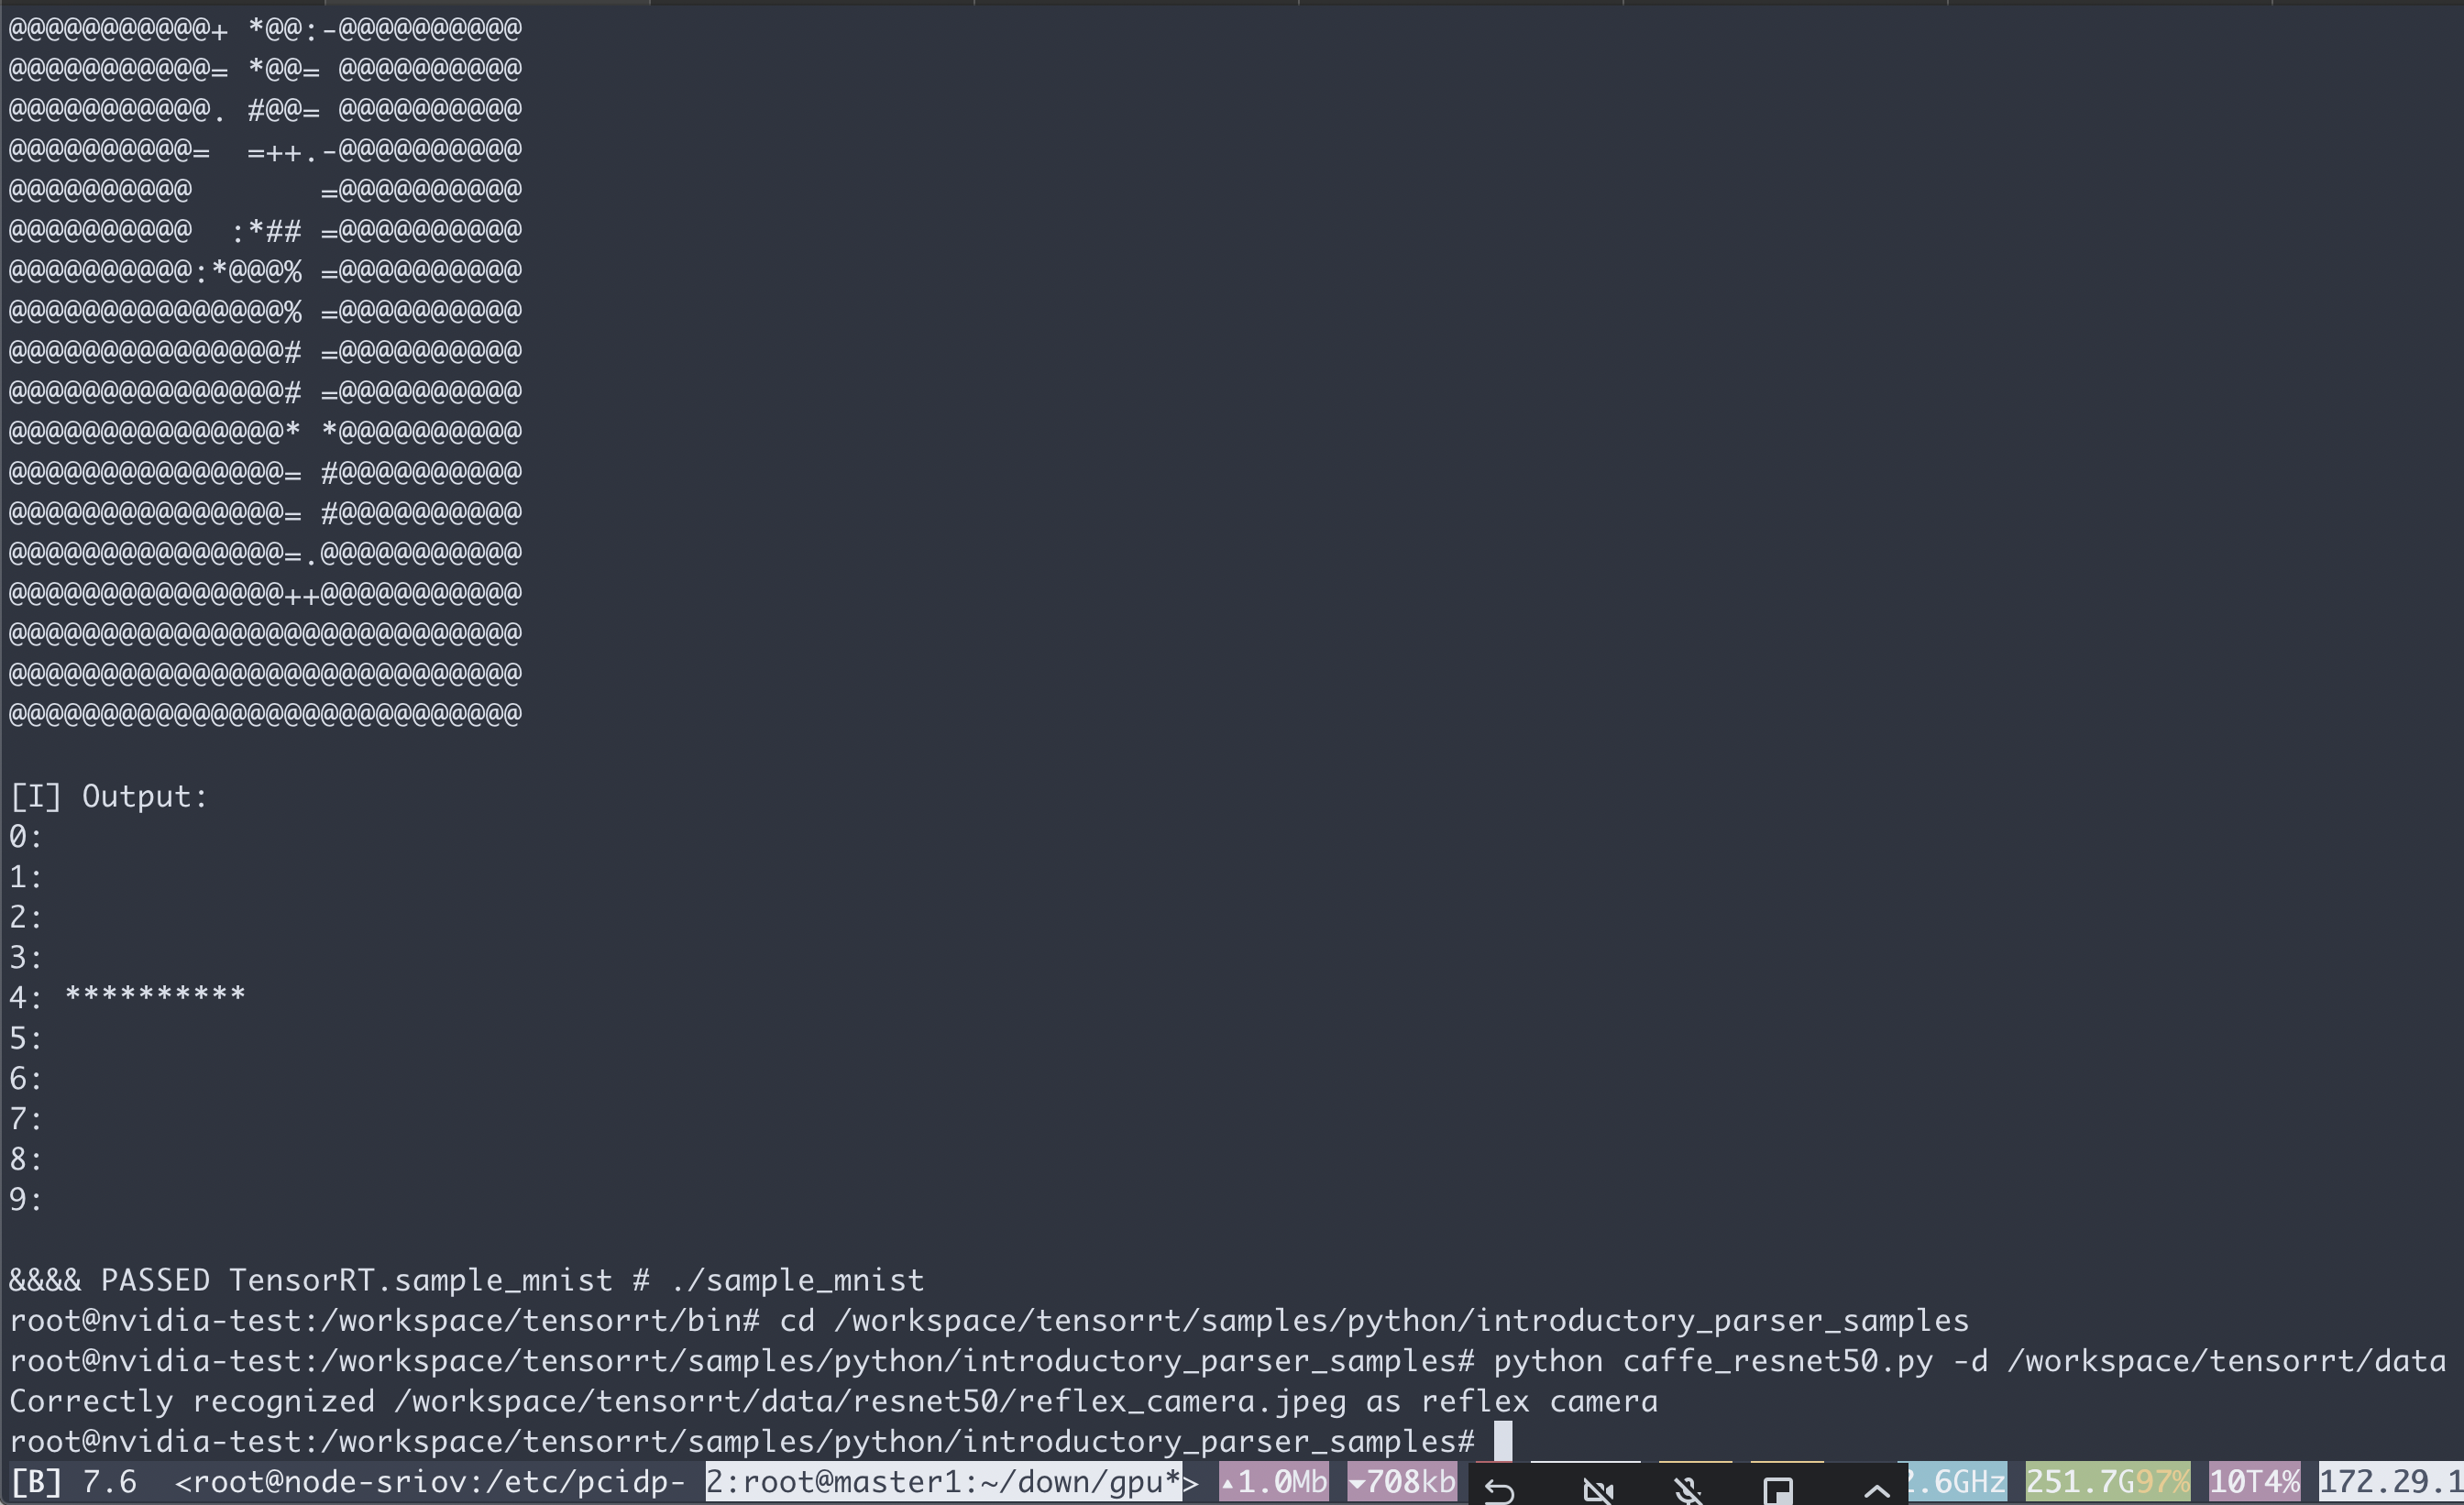 @@@@@@@@@@@+ *@@:-@@@@@@@@@@
@@@@@@@@@@@= *@@= @@@@@@@@@@
@@@@@@@@@@@. #@@= @@@@@@@@@@
@@@@@@@@@@=  =++.-@@@@@@@@@@
@@@@@@@@@@       =@@@@@@@@@@
@@@@@@@@@@  :*## =@@@@@@@@@@
@@@@@@@@@@:*@@@% =@@@@@@@@@@
@@@@@@@@@@@@@@@% =@@@@@@@@@@
@@@@@@@@@@@@@@@# =@@@@@@@@@@
@@@@@@@@@@@@@@@# =@@@@@@@@@@
@@@@@@@@@@@@@@@* *@@@@@@@@@@
@@@@@@@@@@@@@@@= #@@@@@@@@@@
@@@@@@@@@@@@@@@= #@@@@@@@@@@
@@@@@@@@@@@@@@@=.@@@@@@@@@@@
@@@@@@@@@@@@@@@++@@@@@@@@@@@
@@@@@@@@@@@@@@@@@@@@@@@@@@@@
@@@@@@@@@@@@@@@@@@@@@@@@@@@@
@@@@@@@@@@@@@@@@@@@@@@@@@@@@
[I] Output:
0:
1:
2:
3:
4: **********
5:
6:
7:
8:
9:
&&&& PASSED TensorRT.sample_mnist # ./sample_mnist
root@nvidia-test:/workspace/tensorrt/bin# cd /workspace/tensorrt/samples/python/introductory_parser_samples
root@nvidia-test:/workspace/tensorrt/samples/python/introductory_parser_samples# python caffe_resnet50.py -d /workspace/tensorrt/data
Correctly recognized /workspace/tensorrt/data/resnet50/reflex_camera.jpeg as reflex camera
root@nvidia-test:/workspace/tensorrt/samples/python/introductory_parser_samples#
[B] 7.6  <root@node-sriov:/etc/pcidp- 2:root@master1:~/down/gpu*> ▴1.0Mb ▾708kb .6GHz 251.7G97% 10T4% 172.29.1